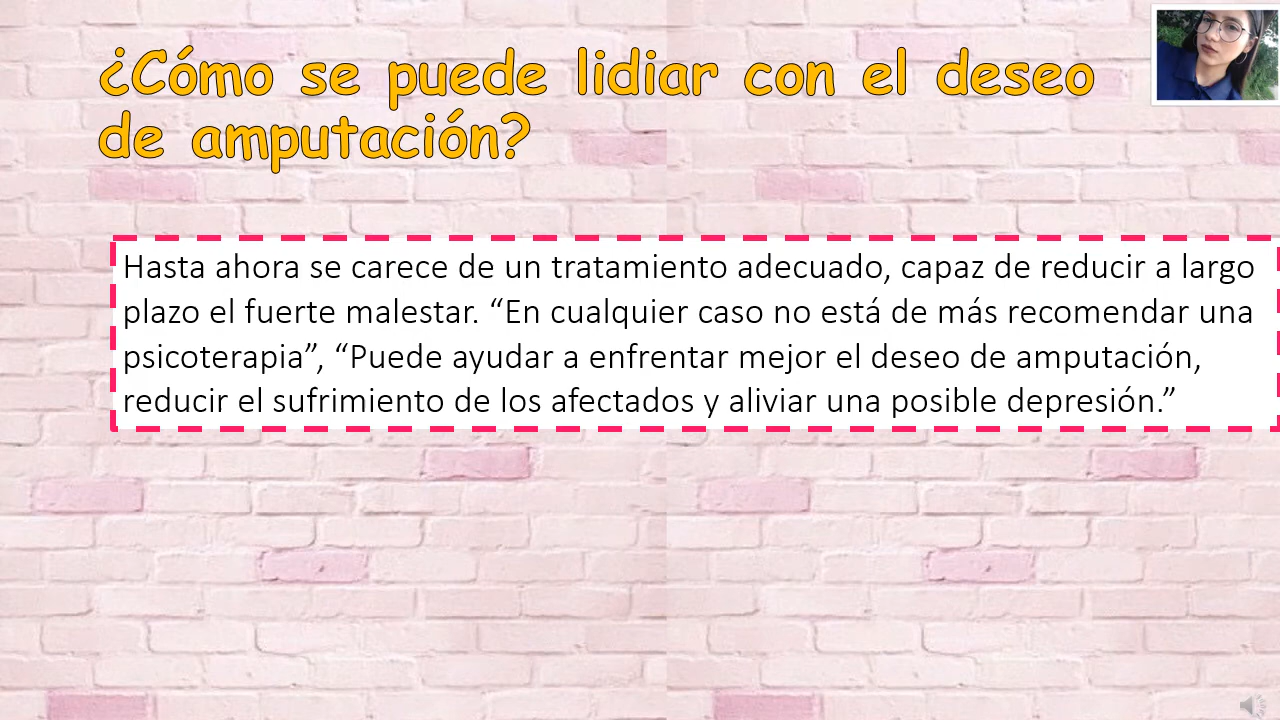 ¿Cómo se puede lidiar con el deseo
de amputación?
Hasta ahora se carece de un tratamiento adecuado, capaz de reducir a largo
plazo el fuerte malestar. “En cualquier caso no está de más recomendar una
psicoterapia”, “Puede ayudar a enfrentar mejor el deseo de amputación,
reducir el sufrimiento de los afectados y aliviar una posible depresión.”